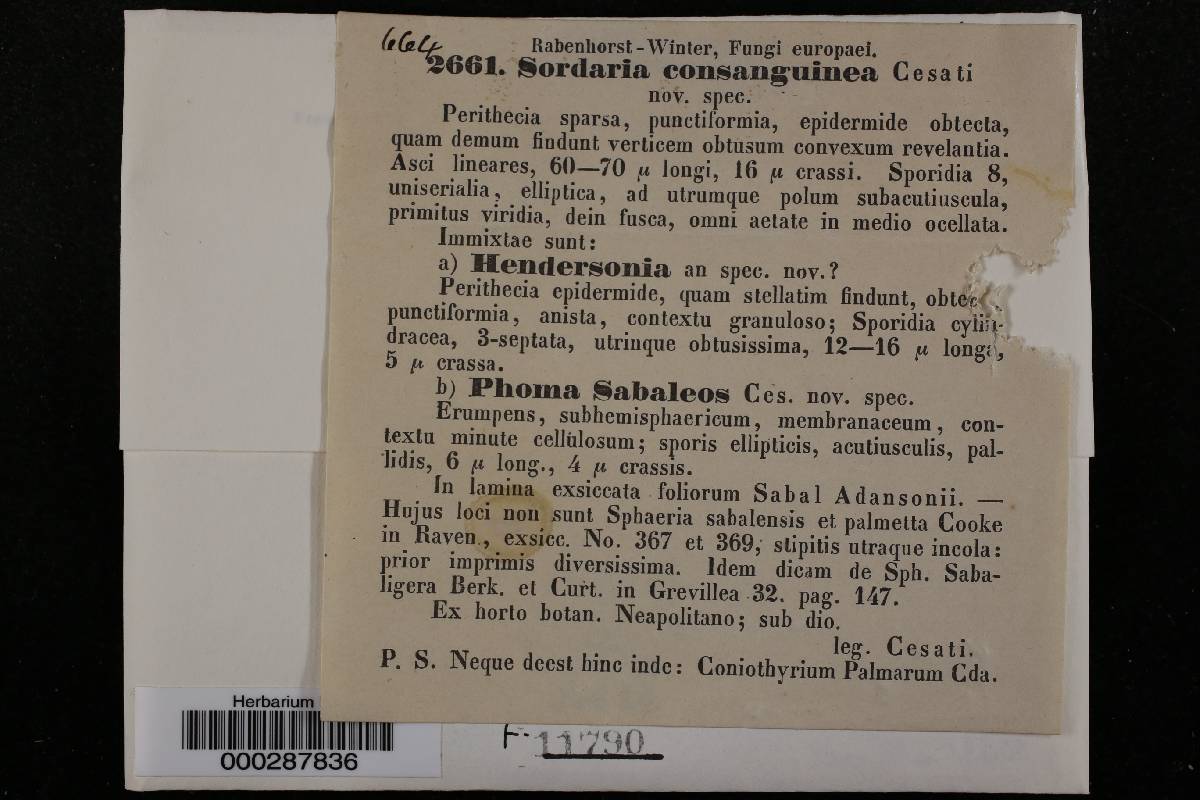 664
Rabenhorst-Winter, Fungi europaei.
2661. Sordaria consanguinea Cesati
nov. spec.
Perithecia sparsa, punctiformia, epidermide obtecta,
quam demum findunt verticem obtusum convexum revelantia.
Asci lineares, 60—70 µ longi, 16 µ crassi. Sporidia 8,
uniserialia, elliptica, ad utrumque polum subacutiuscula,
primitus viridia, dein fusca, omni aetate in medio ocellata.
Immixtae sunt:
a) Hendersonia an spec. nov.?
Perithecia epidermide, quam stellatim findunt, obtec
punctiformia, anista, contextu granuloso; Sporidia cylin-
dracea, 3-septata, utrinque obtusissima, 12—16 µ longa,
5 µ crassa.
b) Phoma Sabaleos Ces. nov. spec.
Erumpens, subhemisphaericum, membranaceum, con-
textu minute cellulosum; sporis ellipticis, acutiusculis, pal-
lidis, 6 µ long., 4 µ crassis.
In lamina exsiccata foliorum Sabal Adansonii. —
Hujus loci non sunt Sphaeria sabalensis et palmetta Cooke
in Raven., exsicc. No. 367 et 369, stipitis utraque incola:
prior imprimis diversissima. Idem dicam de Sph. Saba-
ligera Berk. et Curt. in Grevillea 32. pag. 147.
Ex horto botan. Neapolitano; sub dio.
leg. Cesati.
P. S. Neque deest hinc inde: Coniothyrium Palmarum Cda.
Herbarium
000287836
F. 11790